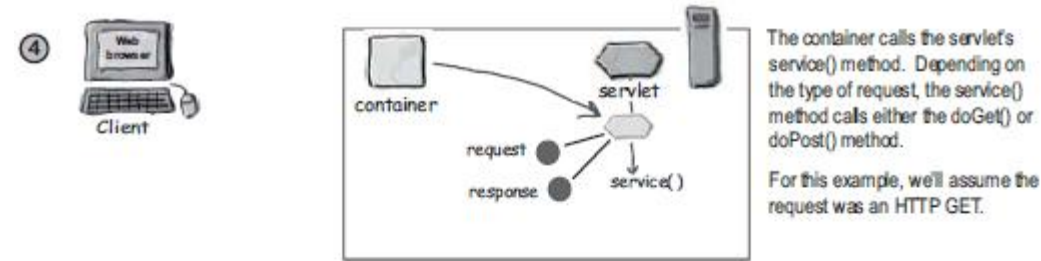 4
Web
browser
Client
container
servlet
request
response
service()
The container calls the servlet's
service() method. Depending on
the type of request, the service()
method calls either the doGet() or
doPost() method.
For this example, we'll assume the
request was an HTTP GET.